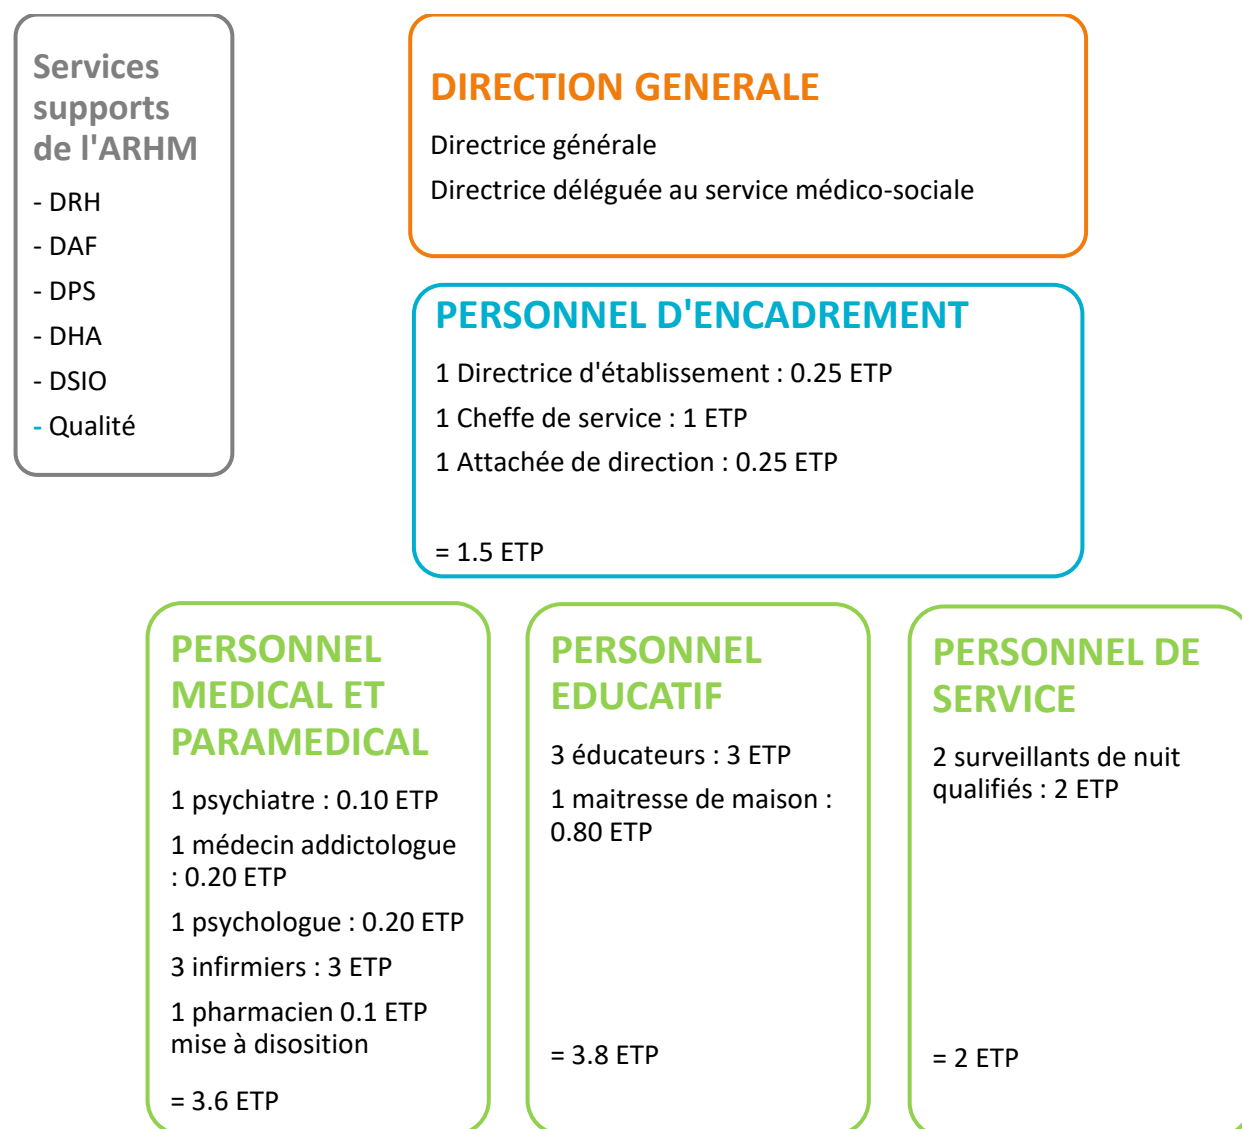 Services
supports
de l'ARHM
- DRH
- DAF
- DPS
- DHA
- DSIO
- Qualité
DIRECTION GENERALE
Directrice générale
Directrice déléguée au service médico-sociale
PERSONNEL D'ENCADREMENT
1 Directrice d'établissement : 0.25 ETP
1 Cheffe de service : 1 ETP
1 Attachée de direction : 0.25 ETP
= 1.5 ETP
PERSONNEL
MEDICAL ET
PARAMEDICAL
1 psychiatre : 0.10 ETP
1 médecin addictologue
: 0.20 ETP
1 psychologue : 0.20 ETP
3 infirmiers : 3 ETP
1 pharmacien 0.1 ETP
mise à disosition
= 3.6 ETP
PERSONNEL
EDUCATIF
3 éducateurs : 3 ETP
1 maitresse de maison :
0.80 ETP
= 3.8 ETP
PERSONNEL DE
SERVICE
2 surveillants de nuit
qualifiés : 2 ETP
= 2 ETP